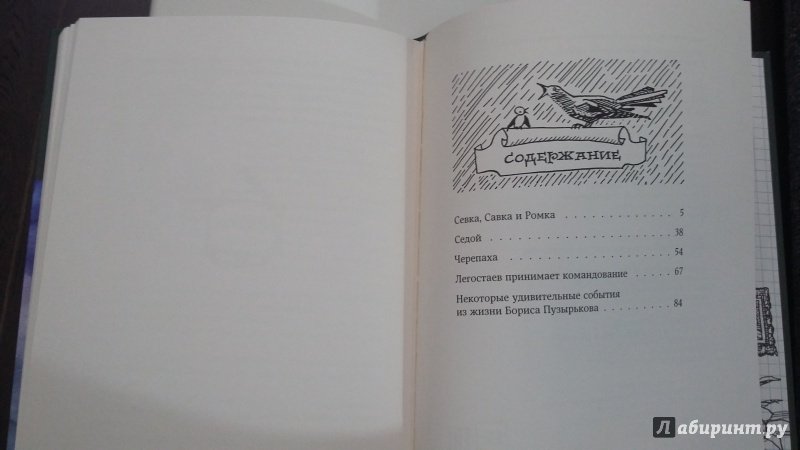 СОДЕРЖАНИЕ
Севка, Савка и Ромка . . . . . . . . . . . . . 5
Седой . . . . . . . . . . . . . . . . . . . . . 38
Черепаха . . . . . . . . . . . . . . . . . . . 54
Легостаев принимает командование . . . . . 67
Некоторые удивительные события
из жизни Бориса Пузырькова . . . . . . . . . 84
Лабиринт.ру